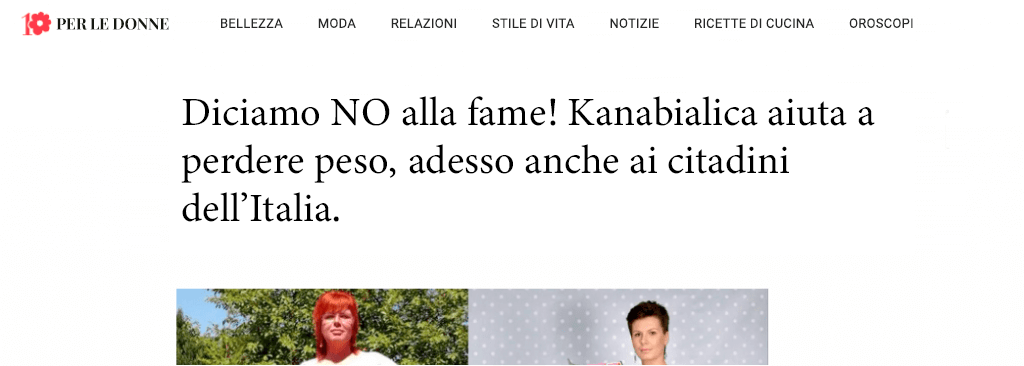 10 PER LE DONNE BELLEZZA MODA RELAZIONI STILE DI VITA NOTIZIE RICETTE DI CUCINA OROSCOPI
Diciamo NO alla fame! Kanabialica aiuta a
perdere peso, adesso anche ai citadini
dell’Italia.